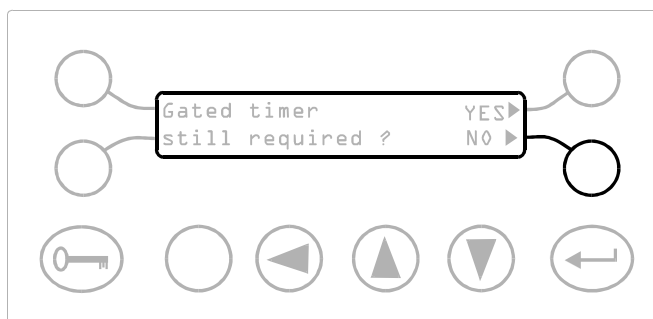 Gated timer YES
still required ? NO